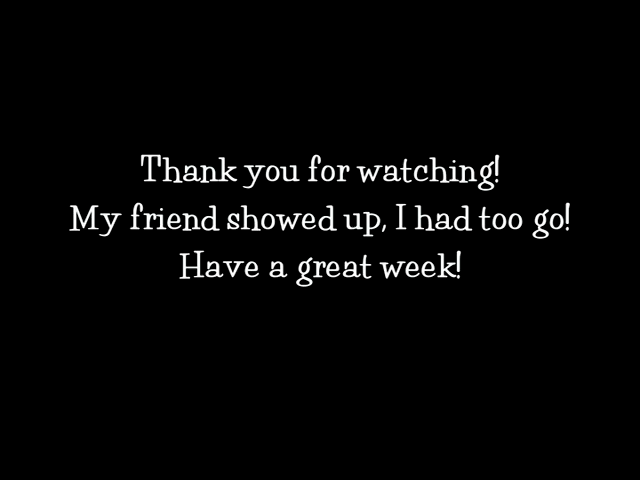 Thank you for watching!
My friend showed up, I had too go!
Have a great week!